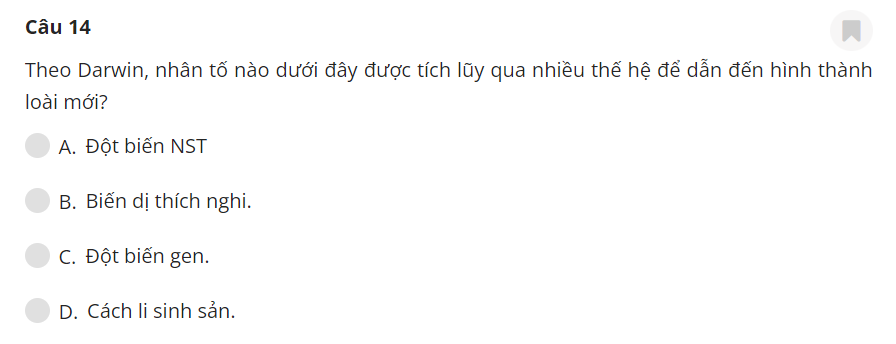 Câu 14
Theo Darwin, nhân tố nào dưới đây được tích lũy qua nhiều thế hệ để dẫn đến hình thành
loài mới?
A. Đột biến NST
B. Biến dị thích nghi.
C. Đột biến gen.
D. Cách li sinh sản.